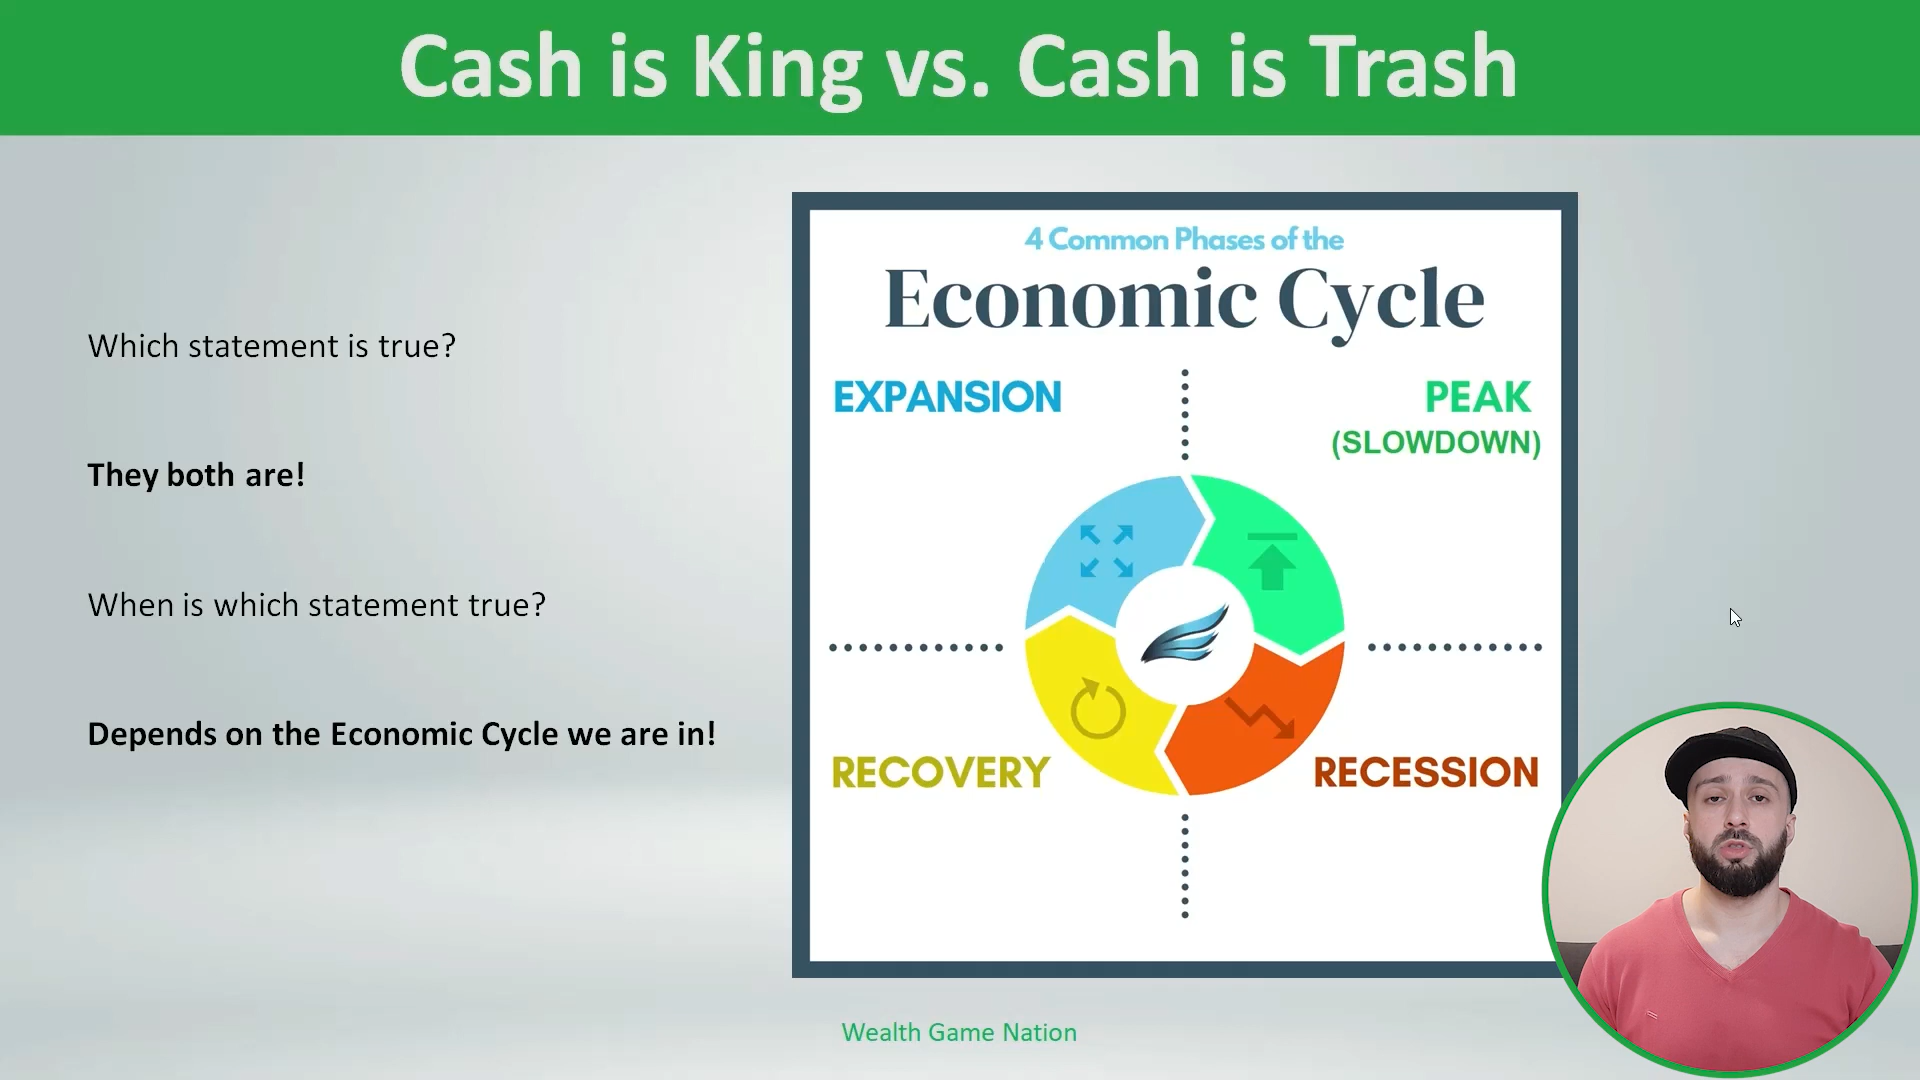 Cash is King vs. Cash is Trash
Which statement is true?
They both are!
When is which statement true?
Depends on the Economic Cycle we are in!
4 Common Phases of the
Economic Cycle
EXPANSION
PEAK
(SLOWDOWN)
RECOVERY
RECESSION
Wealth Game Nation